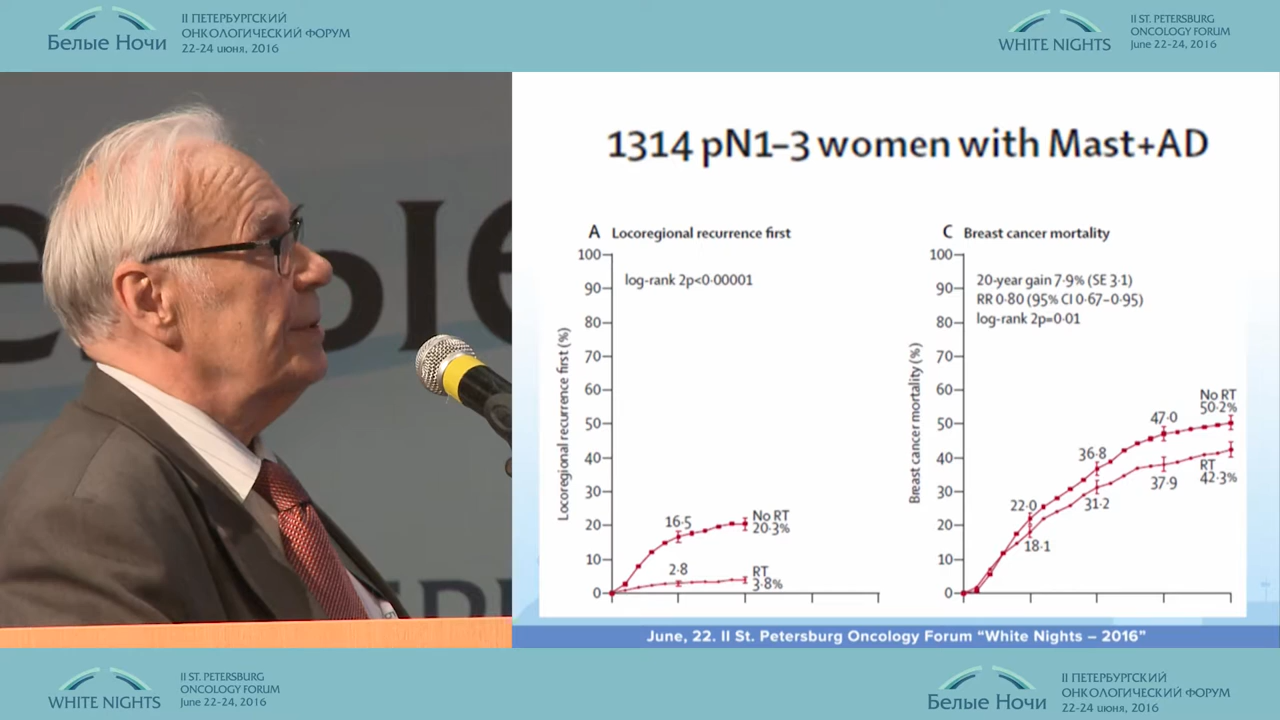 II ПЕТЕРБУРГСКИЙ
ОНКОЛОГИЧЕСКИЙ ФОРУМ
22-24 июня, 2016
Белые Ночи
II ST. PETERSBURG
ONCOLOGY FORUM
June 22-24, 2016
WHITE NIGHTS
1314 pN1–3 women with Mast+AD
A Locoregional recurrence first
log-rank 2p<0·00001
Locoregional recurrence first (%)
100
90
80
70
60
50
40
30
20
10
0
16·5
No RT
20·3%
2·8
RT
3·8%
C Breast cancer mortality
20-year gain 7·9% (SE 3·1)
RR 0·80 (95% CI 0·67–0·95)
log-rank 2p=0·01
Breast cancer mortality (%)
100
90
80
70
60
50
40
30
20
10
0
22·0
18·1
36·8
31·2
47·0
37·9
No RT
50·2%
RT
42·3%
June, 22. II St. Petersburg Oncology Forum “White Nights – 2016”
WHITE NIGHTS
II ST. PETERSBURG
ONCOLOGY FORUM
June 22-24, 2016
Белые Ночи
II ПЕТЕРБУРГСКИЙ
ОНКОЛОГИЧЕСКИЙ ФОРУМ
22-24 июня, 2016